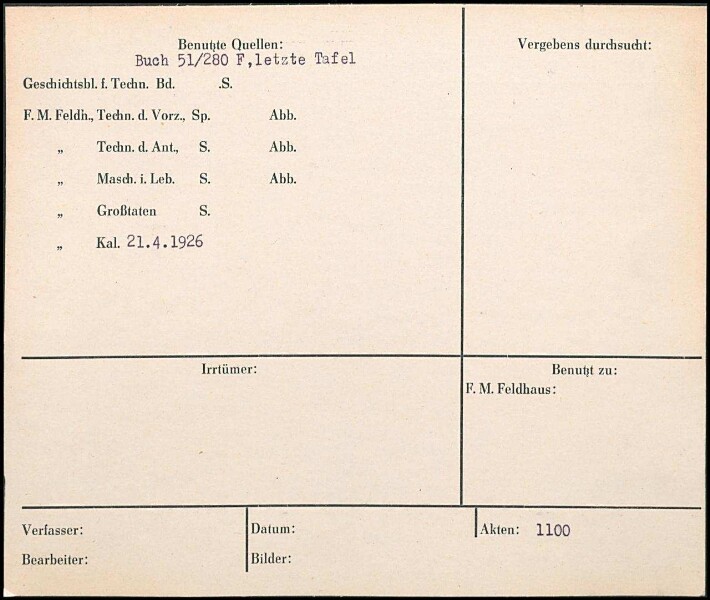 Benutzte Quellen:
Buch 51/280 F,letzte Tafel
Geschichtsbl. f. Techn. Bd. .S.
F. M. Feldh., Techn. d. Vorz., Sp. Abb.
„ Techn. d. Ant., S. Abb.
„ Masch. i. Leb. S. Abb.
„ Großtaten S.
„ Kal. 21.4.1926
Vergebens durchsucht:
Irrtümer:
Benutzt zu:
F. M. Feldhaus:
Verfasser:
Bearbeiter:
Datum:
Bilder:
Akten: 1100